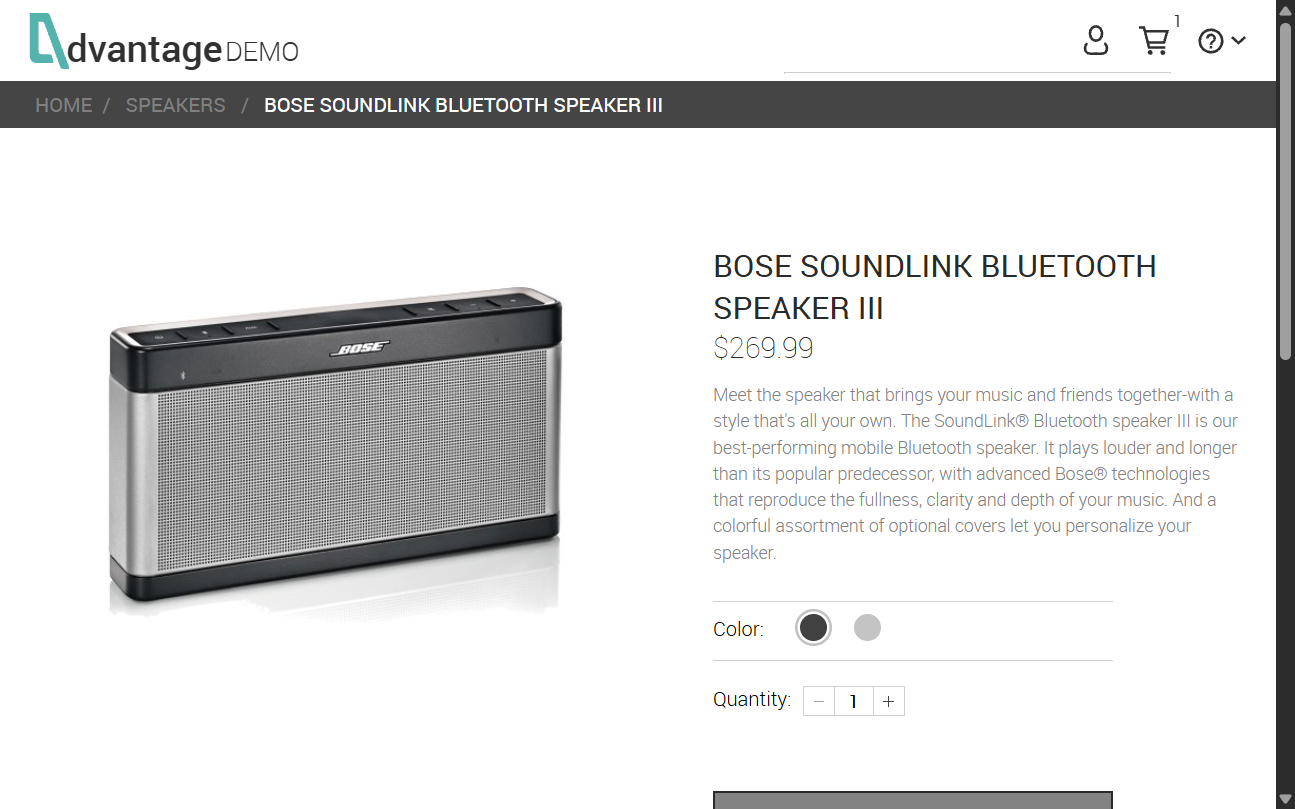 dvantage DEMO
1
HOME / SPEAKERS / BOSE SOUNDLINK BLUETOOTH SPEAKER III
BOSE
BOSE SOUNDLINK BLUETOOTH
SPEAKER III
$269.99
Meet the speaker that brings your music and friends together-with a
style that's all your own. The SoundLink® Bluetooth speaker III is our
best-performing mobile Bluetooth speaker. It plays louder and longer
than its popular predecessor, with advanced Bose® technologies
that reproduce the fullness, clarity and depth of your music. And a
colorful assortment of optional covers let you personalize your
speaker.
Color:
Quantity: − 1 +